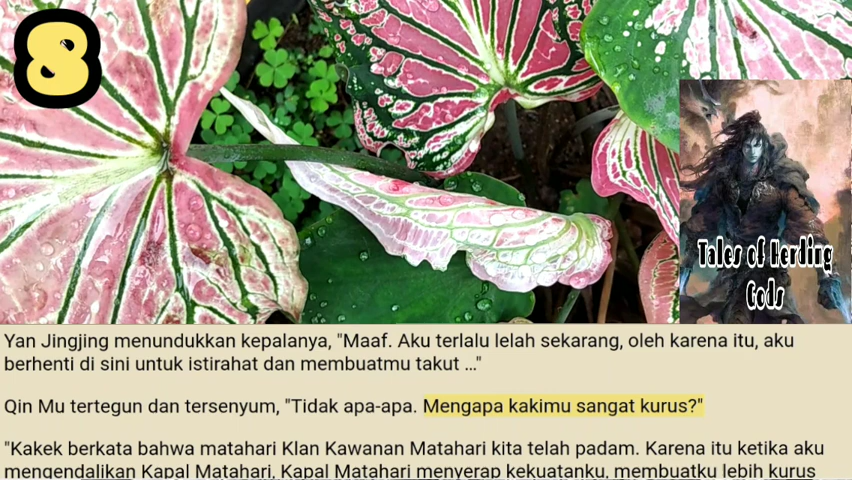 8
Tales of Herding
Gods
Yan Jingjing menundukkan kepalanya, "Maaf. Aku terlalu lelah sekarang, oleh karena itu, aku
berhenti di sini untuk istirahat dan membuatmu takut ..."
Qin Mu tertegun dan tersenyum, "Tidak apa-apa. Mengapa kakimu sangat kurus?"
"Kakek berkata bahwa matahari Klan Kawanan Matahari kita telah padam. Karena itu ketika aku
mengendalikan Kapal Matahari, Kapal Matahari menyerap kekuatanku, membuatku lebih kurus